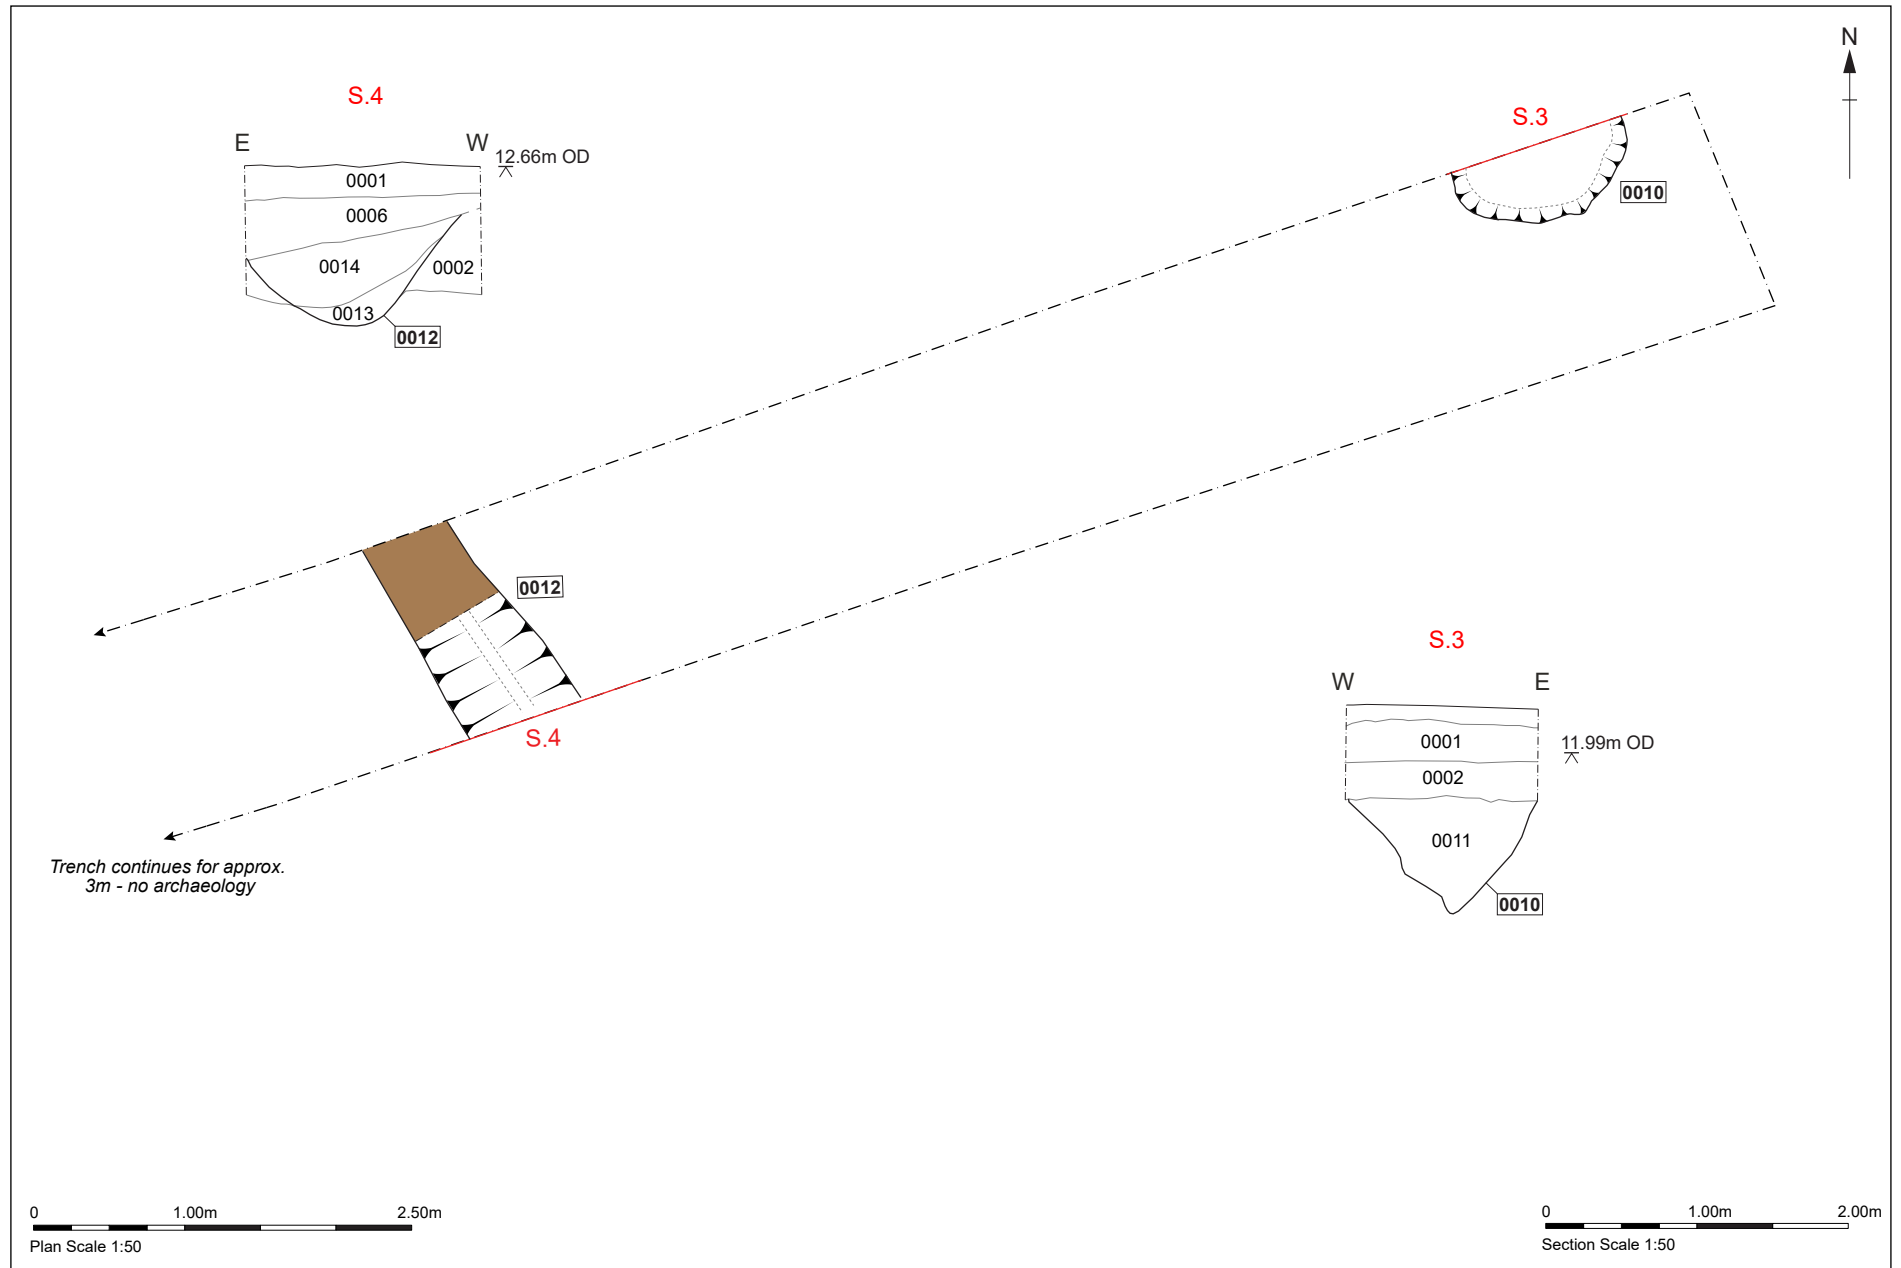 N
S.4
S.3
E W
12.66m OD
0001
0006
0014
0002
0013
0012
0010
0012
S.4
S.3
W E
0001
11.99m OD
0002
0011
0010
Trench continues for approx.
3m - no archaeology
0 1.00m 2.50m
Plan Scale 1:50
0 1.00m 2.00m
Section Scale 1:50